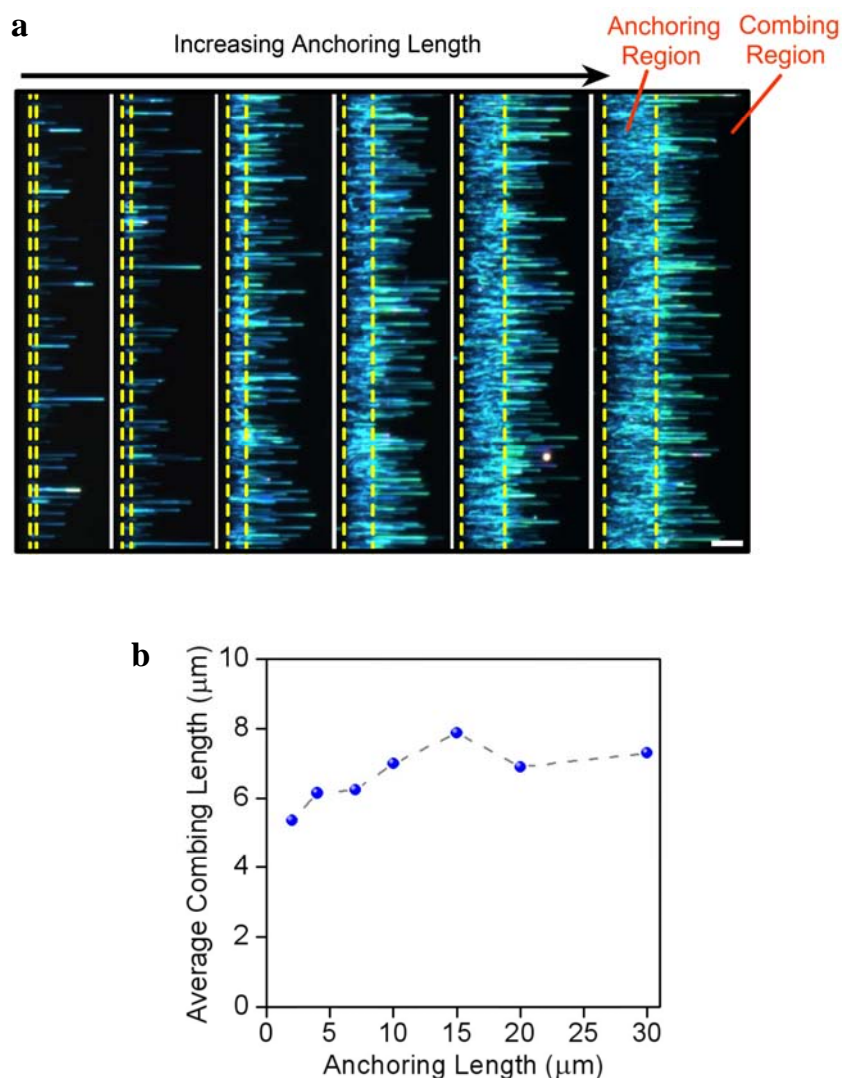 a
Increasing Anchoring Length
Anchoring
Region
Combing
Region
b
Average Combing Length (μm)
10
8
6
4
2
0
0 5 10 15 20 25 30
Anchoring Length (μm)